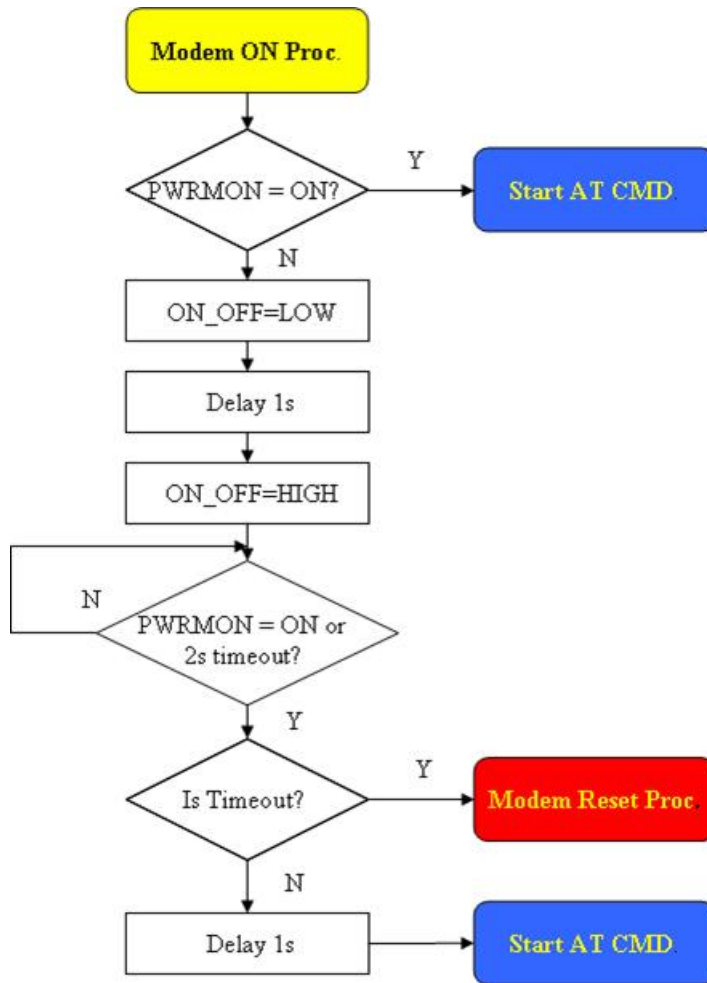 Modem ON Proc.
PWRMON = ON?
Y
Start AT CMD.
N
ON_OFF=LOW
Delay 1s
ON_OFF=HIGH
N
PWRMON = ON or
2s timeout?
Y
Is Timeout?
Y
Modem Reset Proc.
N
Delay 1s
Start AT CMD.